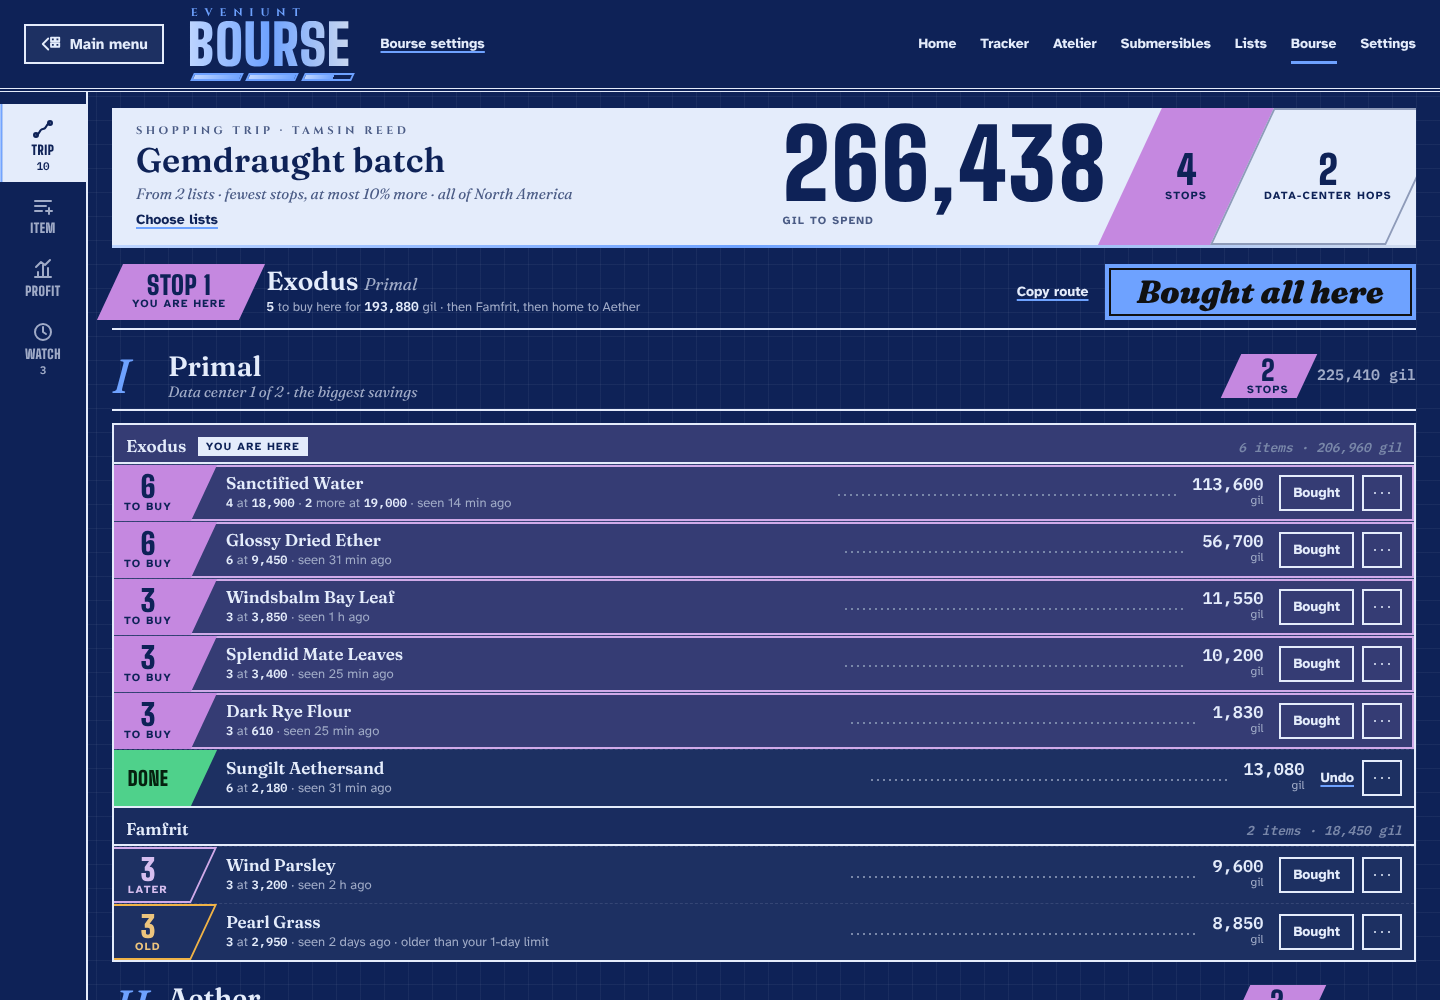 Main menu
EVENIUNT
BOURSE
Bourse settings
Home
Tracker
Atelier
Submersibles
Lists
Bourse
Settings
TRIP
10
ITEM
PROFIT
WATCH
3
SHOPPING TRIP · TAMSIN REED
Gemdraught batch
From 2 lists · fewest stops, at most 10% more · all of North America
Choose lists
266,438
GIL TO SPEND
4
STOPS
2
DATA-CENTER HOPS
STOP 1
YOU ARE HERE
Exodus Primal
5 to buy here for 193,880 gil · then Famfrit, then home to Aether
Copy route
Bought all here
I
Primal
Data center 1 of 2 · the biggest savings
2
STOPS
225,410 gil
Exodus
YOU ARE HERE
6 items · 206,960 gil
6
TO BUY
Sanctified Water
4 at 18,900 · 2 more at 19,000 · seen 14 min ago
113,600
gil
Bought
...
6
TO BUY
Glossy Dried Ether
6 at 9,450 · seen 31 min ago
56,700
gil
Bought
...
3
TO BUY
Windsbalm Bay Leaf
3 at 3,850 · seen 1 h ago
11,550
gil
Bought
...
3
TO BUY
Splendid Mate Leaves
3 at 3,400 · seen 25 min ago
10,200
gil
Bought
...
3
TO BUY
Dark Rye Flour
3 at 610 · seen 25 min ago
1,830
gil
Bought
...
DONE
Sungilt Aethersand
6 at 2,180 · seen 31 min ago
13,080
gil
Undo
...
Famfrit
2 items · 18,450 gil
3
LATER
Wind Parsley
3 at 3,200 · seen 2 h ago
9,600
gil
Bought
...
3
OLD
Pearl Grass
3 at 2,950 · seen 2 days ago · older than your 1-day limit
8,850
gil
Bought
...
II
Aether
2